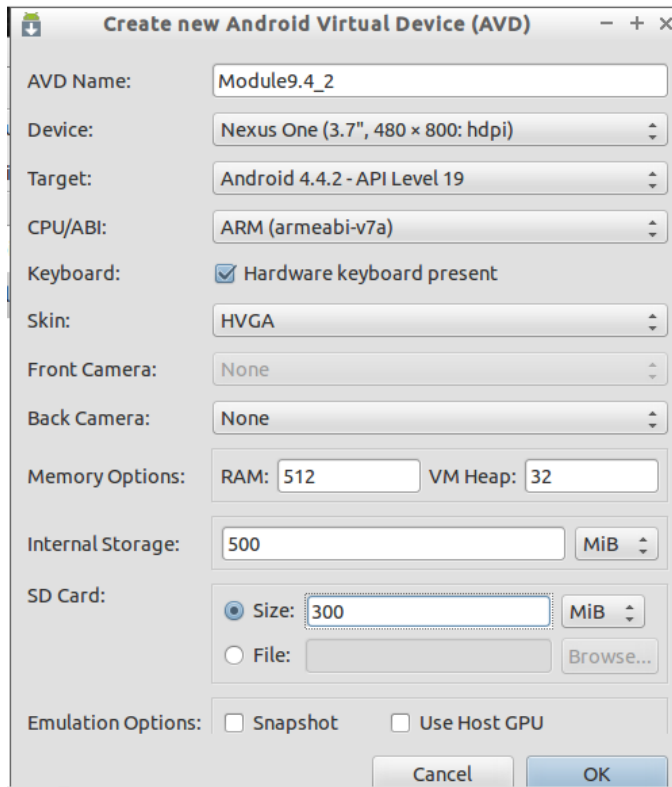 Create new Android Virtual Device (AVD)
AVD Name: Module9.4_2
Device: Nexus One (3.7", 480 × 800: hdpi)
Target: Android 4.4.2 - API Level 19
CPU/ABI: ARM (armeabi-v7a)
Keyboard: Hardware keyboard present
Skin: HVGA
Front Camera: None
Back Camera: None
Memory Options: RAM: 512 VM Heap: 32
Internal Storage: 500 MiB
SD Card:
Size: 300 MiB
File: Browse...
Emulation Options: Snapshot Use Host GPU
Cancel OK